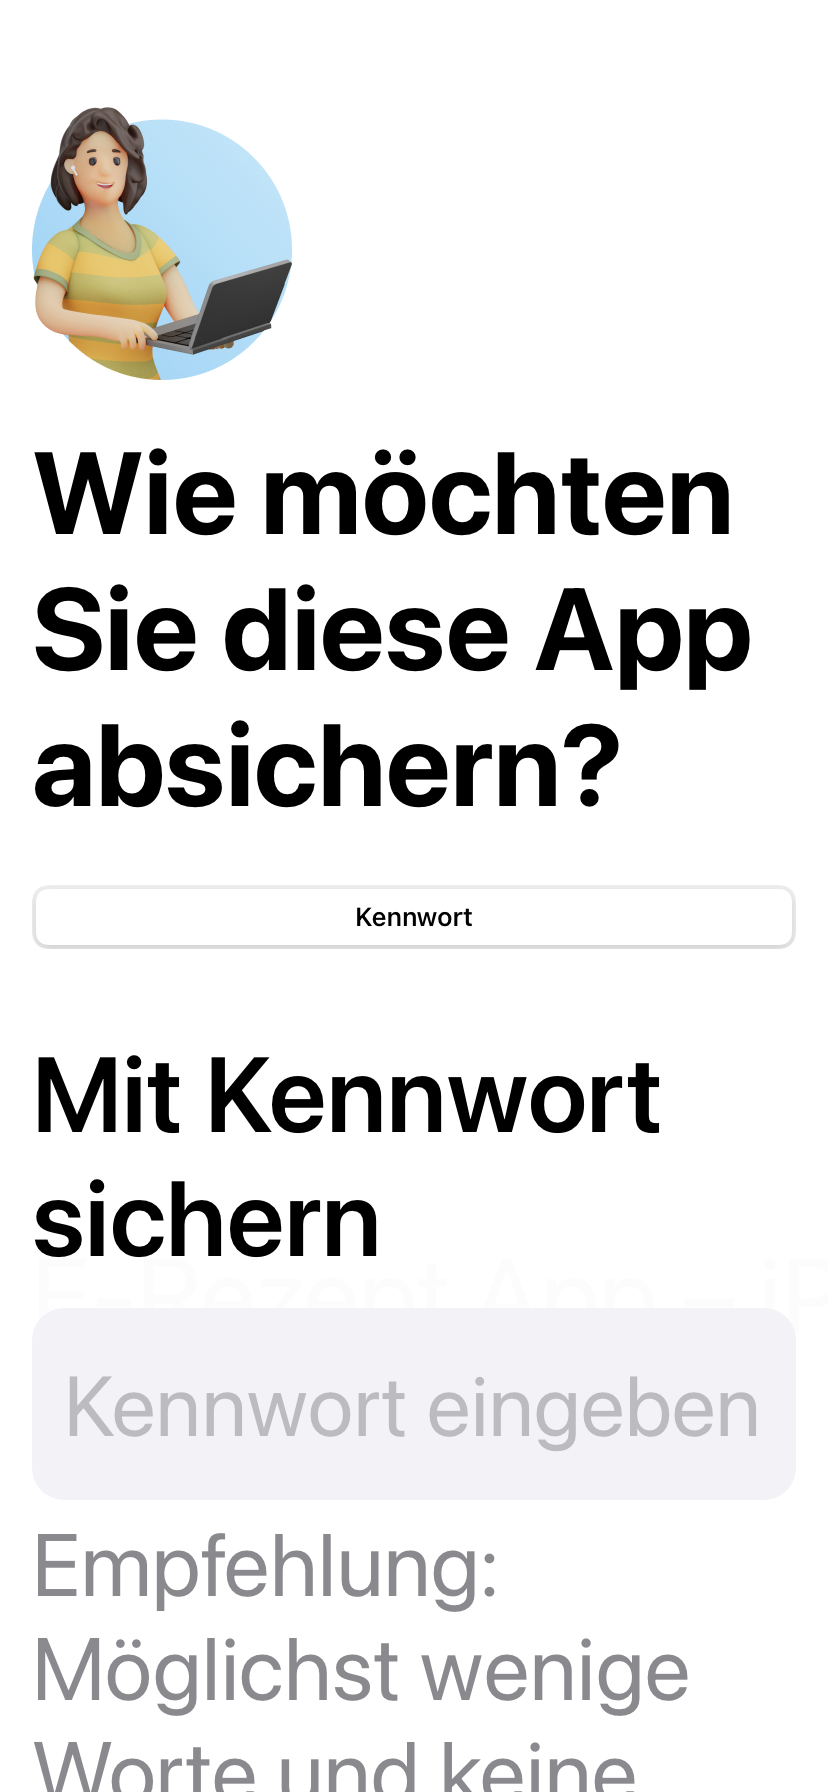 Wie möchten
Sie diese App
absichern?
Kennwort
Mit Kennwort
sichern
E-Rezept App – iP
Kennwort eingeben
Empfehlung:
Möglichst wenige
Worte und keine